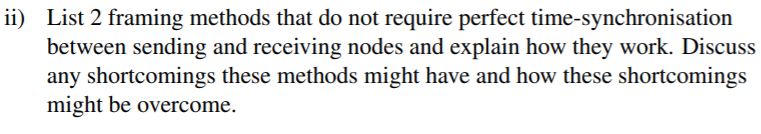 ii) List 2 framing methods that do not require perfect time-synchronisation
between sending and receiving nodes and explain how they work. Discuss
any shortcomings these methods might have and how these shortcomings
might be overcome.